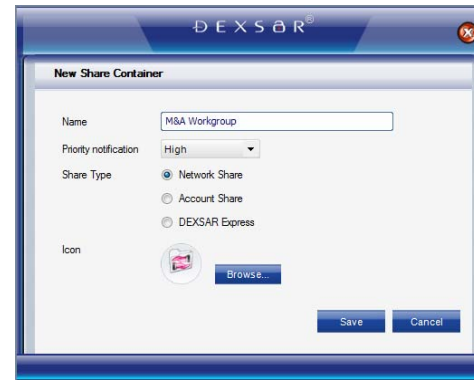 DEXSAR®
New Share Container
Name M&A Workgroup
Priority notification High
Share Type Network Share
Account Share
DEXSAR Express
Icon
Browse...
Save Cancel